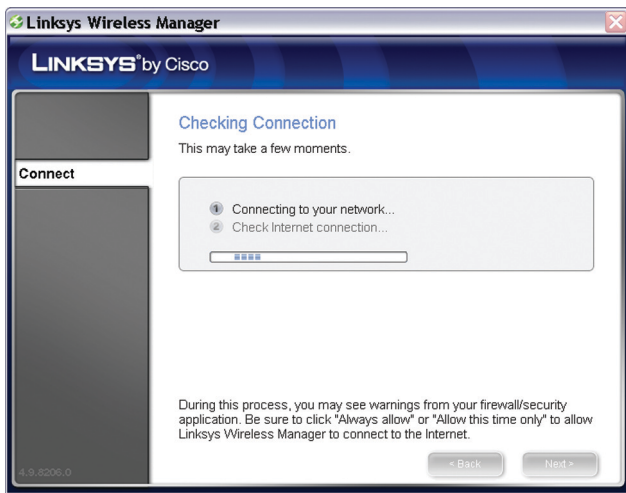 Linksys Wireless Manager
LINKSYS® by Cisco
Checking Connection
This may take a few moments.
Connect
1 Connecting to your network...
2 Check Internet connection...
During this process, you may see warnings from your firewall/security
application. Be sure to click "Always allow" or "Allow this time only" to allow
Linksys Wireless Manager to connect to the Internet.
< Back Next >
4.9.8206.0